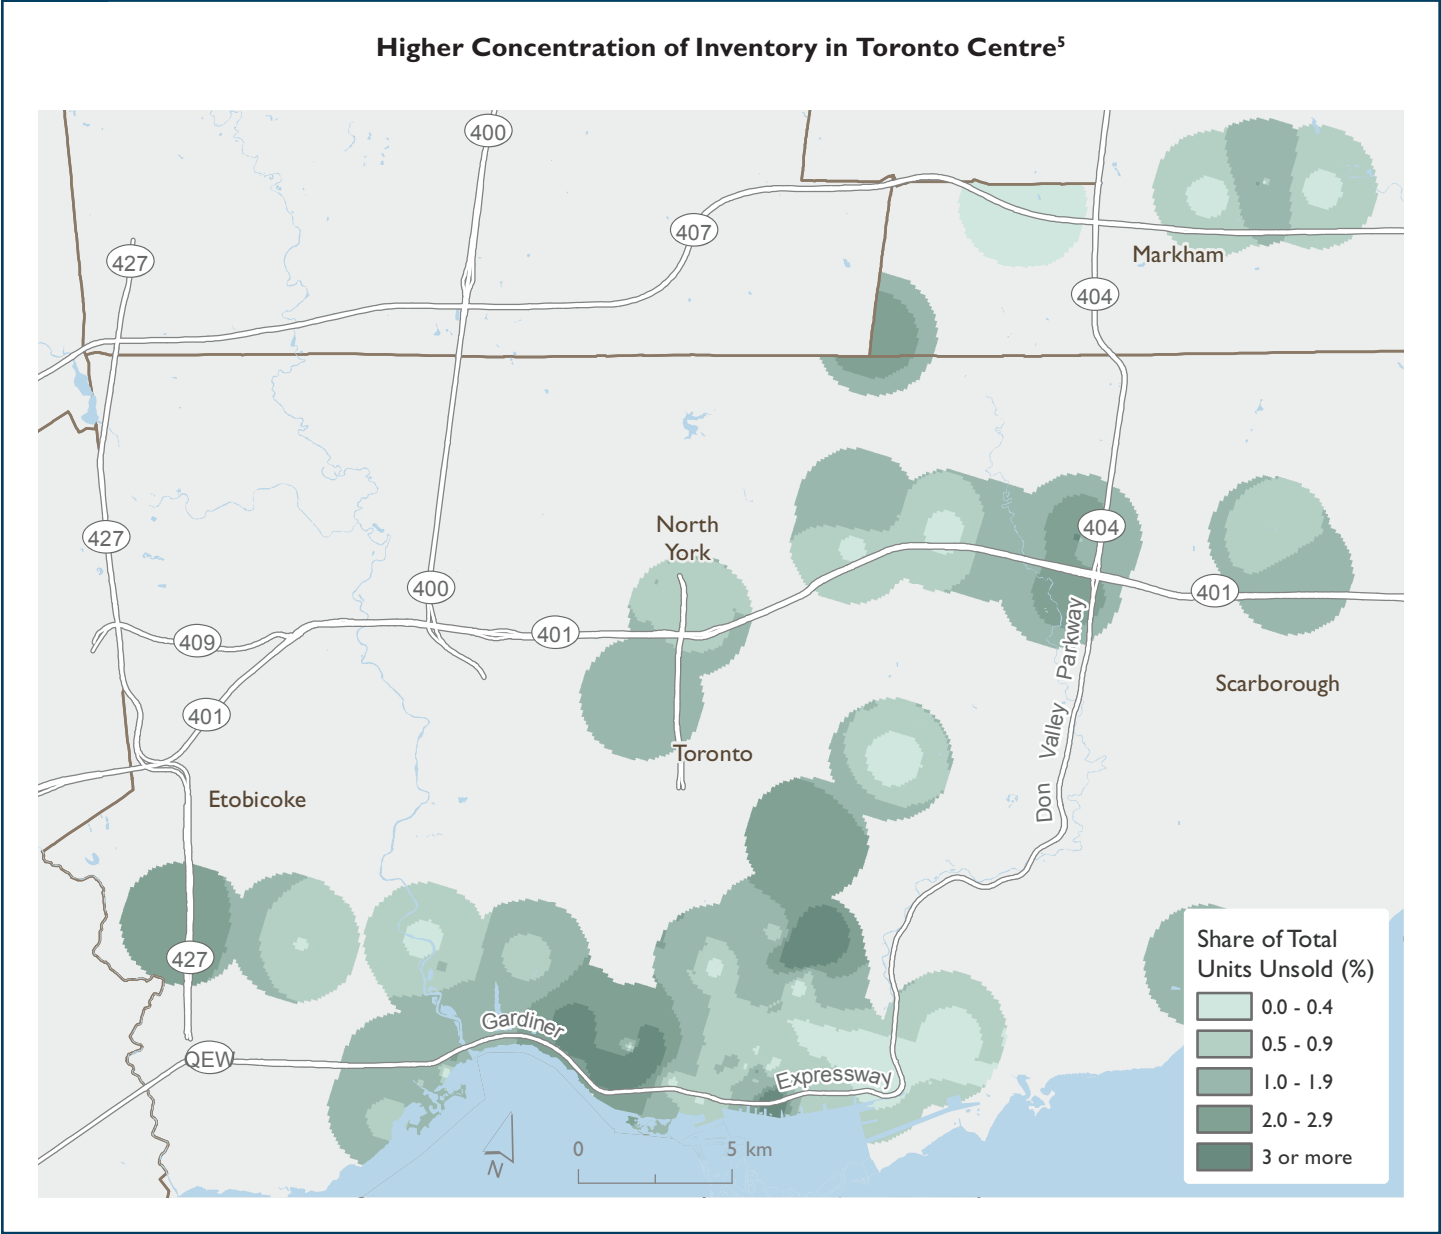 Higher Concentration of Inventory in Toronto Centre5
400
407
427
Markham
404
427
North
York
404
400
401
409
401
Parkway
401
Scarborough
Valley
Toronto
Don
Etobicoke
427
Gardiner
QEW
Expressway
N
0 5 km
Share of Total
Units Unsold (%)
0.0 - 0.4
0.5 - 0.9
1.0 - 1.9
2.0 - 2.9
3 or more